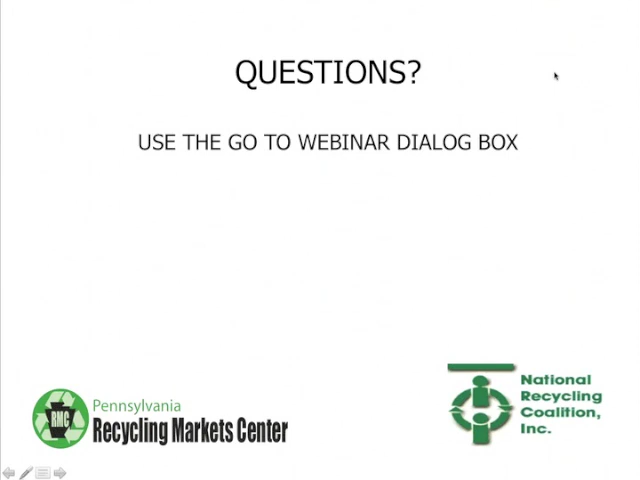 QUESTIONS?
USE THE GO TO WEBINAR DIALOG BOX
RMC
Pennsylvania
Recycling Markets Center
National
Recycling
Coalition,
Inc.